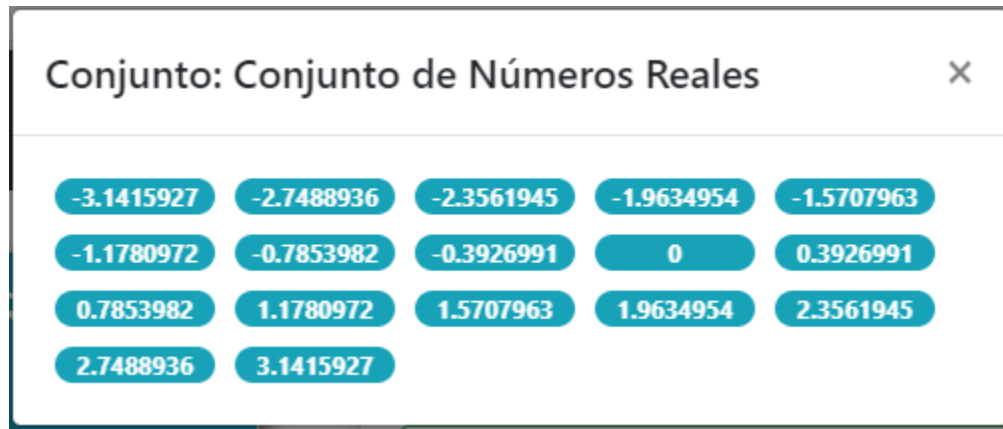 Conjunto: Conjunto de Números Reales ×
-3.1415927 -2.7488936 -2.3561945 -1.9634954 -1.5707963
-1.1780972 -0.7853982 -0.3926991 0 0.3926991
0.7853982 1.1780972 1.5707963 1.9634954 2.3561945
2.7488936 3.1415927